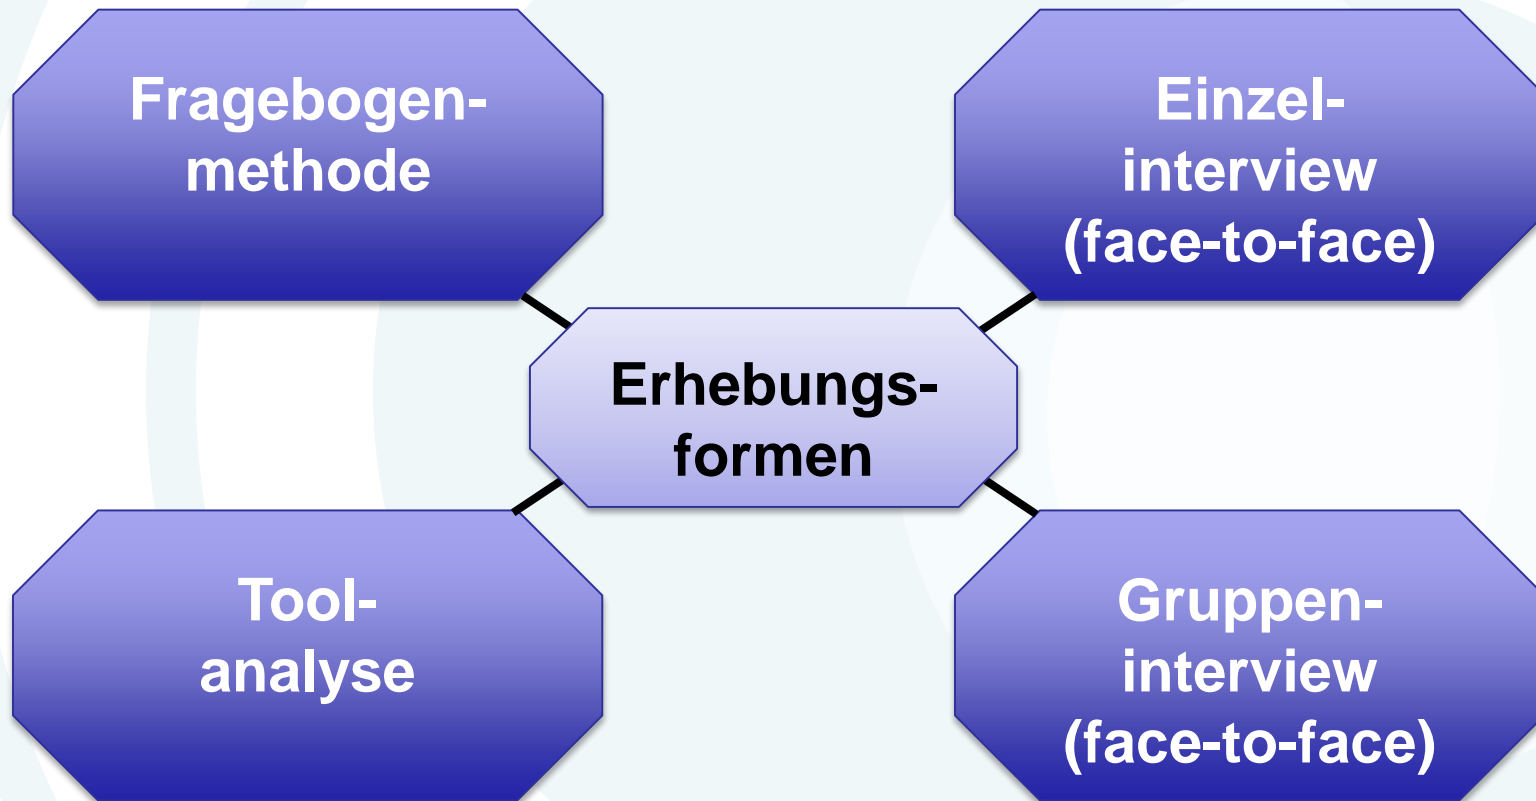 Fragebogen-
methode
Einzel-
interview
(face-to-face)
Erhebungs-
formen
Tool-
analyse
Gruppen-
interview
(face-to-face)